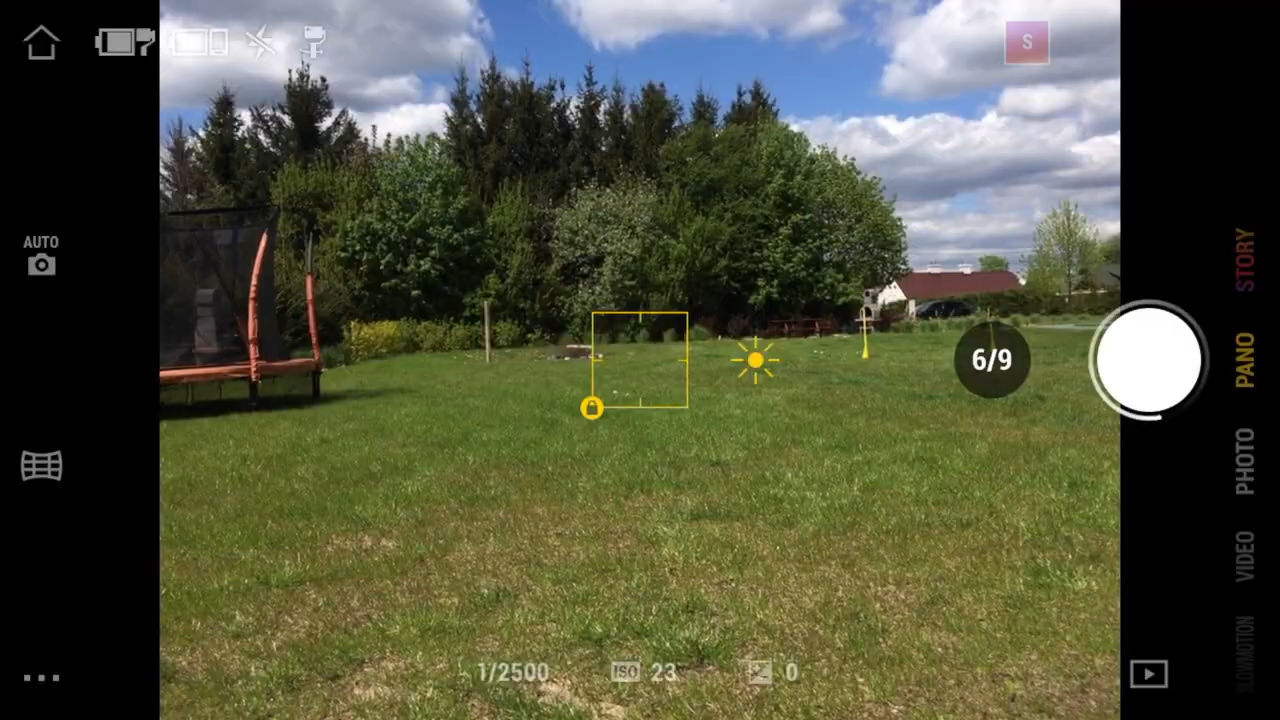 S
AUTO
STORY
6/9
PANO
PHOTO
VIDEO
SLOWMOTION
1/2500
ISO 23
0